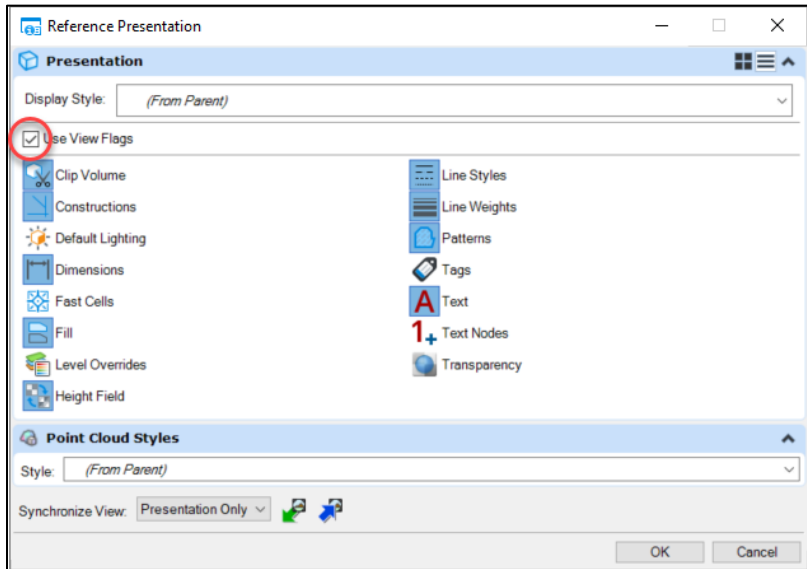 Reference Presentation
Presentation
Display Style: (From Parent)
Use View Flags
Clip Volume
Constructions
Default Lighting
Dimensions
Fast Cells
Fill
Level Overrides
Height Field
Line Styles
Line Weights
Patterns
Tags
A Text
1+ Text Nodes
Transparency
Point Cloud Styles
Style: (From Parent)
Synchronize View: Presentation Only
OK Cancel